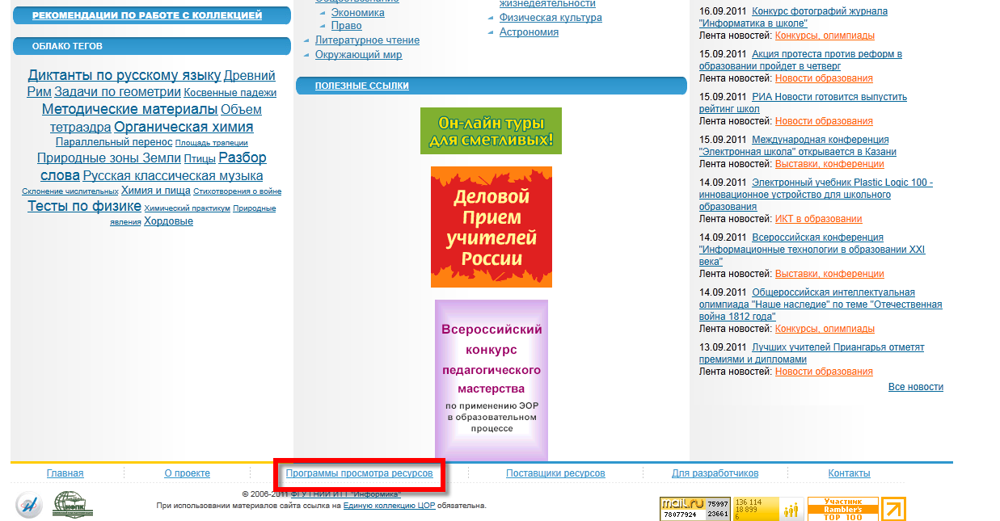 РЕКОМЕНДАЦИИ ПО РАБОТЕ С КОЛЛЕКЦИЕЙ
ОБЛАКО ТЕГОВ
Диктанты по русскому языку Древний
Рим Задачи по геометрии Косвенные падежи
Методические материалы Объем
тетраэдра Органическая химия
Параллельный перенос Площадь трапеции
Природные зоны Земли Птицы Разбор
слова Русская классическая музыка
Склонение числительных Химия и пища Стихотворения о войне
Тесты по физике Химический практикум Природные
явления Хордовые
Обществознание
Экономика
Право
Литературное чтение
Окружающий мир
жизнедеятельности
Физическая культура
Астрономия
ПОЛЕЗНЫЕ ССЫЛКИ
Он-лайн туры
для сметливых!
Деловой
Прием
учителей
России
Всероссийский
конкурс
педагогического
мастерства
по применению ЭОР
в образовательном
процессе
16.09.2011 Конкурс фотографий журнала
"Информатика в школе"
Лента новостей: Конкурсы, олимпиады
15.09.2011 Акция протеста против реформ в
образовании пройдет в четверг
Лента новостей: Новости образования
15.09.2011 РИА Новости готовится выпустить
рейтинг школ
Лента новостей: Новости образования
15.09.2011 Международная конференция
"Электронная школа" открывается в Казани
Лента новостей: Выставки, конференции
14.09.2011 Электронный учебник Plastic Logic 100 -
инновационное устройство для школьного
образования
Лента новостей: ИКТ в образовании
14.09.2011 Всероссийская конференция
"Информационные технологии в образовании XXI
века"
Лента новостей: Выставки, конференции
14.09.2011 Общероссийская интеллектуальная
олимпиада "Наше наследие" по теме "Отечественная
война 1812 года"
Лента новостей: Конкурсы, олимпиады
13.09.2011 Лучших учителей Приангарья отметят
премиями и дипломами
Лента новостей: Новости образования
Все новости
Главная О проекте Программы просмотра ресурсов Поставщики ресурсов Для разработчиков Контакты
© 2006-2011 ФГУ ГНИИ ИТТ "Информика"
При использовании материалов сайта ссылка на Единую коллекцию ЦОР обязательна.
НФПК
mail.ru 75997
78077924 23661
136 114
18 899
6
Участник
Rambler's
TOP 100